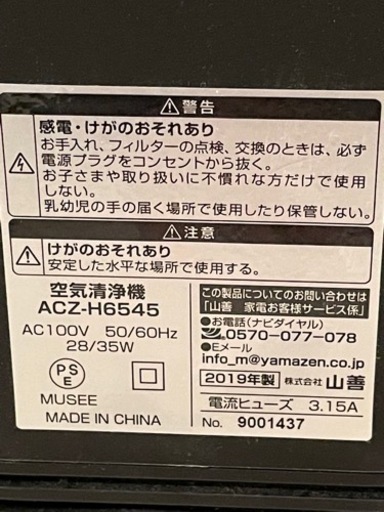 警告
感電・けがのおそれあり
お手入れ、フィルターの点検、交換のときは、必ず
電源プラグをコンセントから抜く。
お子さまや取り扱いに不慣れな方だけで使用
しない。
乳幼児の手の届く場所で使用したり保管しない。
注意
けがのおそれあり
安定した水平な場所で使用する。
空気清浄機
ACZ-H6545
AC100V 50/60Hz
28/35W
PSE
MUSEE
MADE IN CHINA
この製品についてのお問い合わせは
「山善 家電お客様サービス係」
●お電話(ナビダイヤル)
0570-077-078
●Eメール
info_m@yamazen.co.jp
2019年製 株式会社 山善
電流ヒューズ 3.15A
No. 9001437